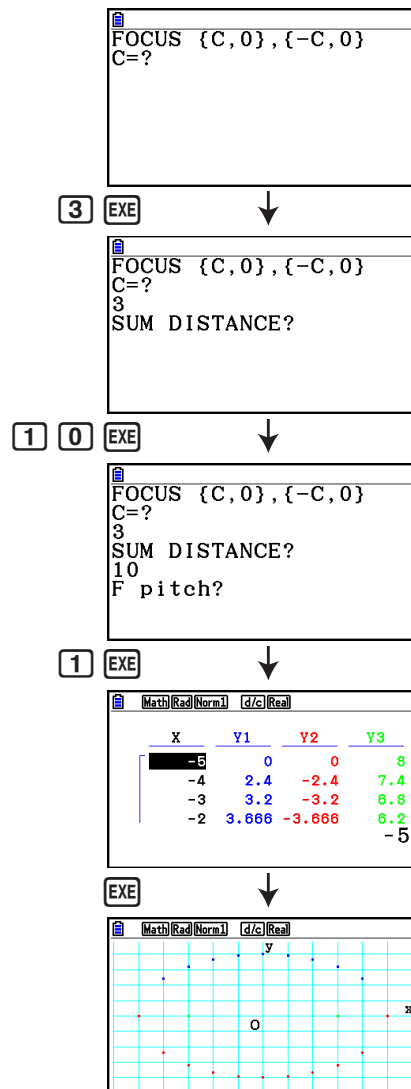 FOCUS {C,0},{-C,0}
C=?
3 EXE
FOCUS {C,0},{-C,0}
C=?
3
SUM DISTANCE?
1 0 EXE
FOCUS {C,0},{-C,0}
C=?
3
SUM DISTANCE?
10
F pitch?
1 EXE
Math Rad Norm1 d/c Real
X Y1 Y2 Y3
-5 0 0 8
-4 2.4 -2.4 7.4
-3 3.2 -3.2 6.8
-2 3.666 -3.666 6.2
-5
EXE
Math Rad Norm1 d/c Real
y
x
O